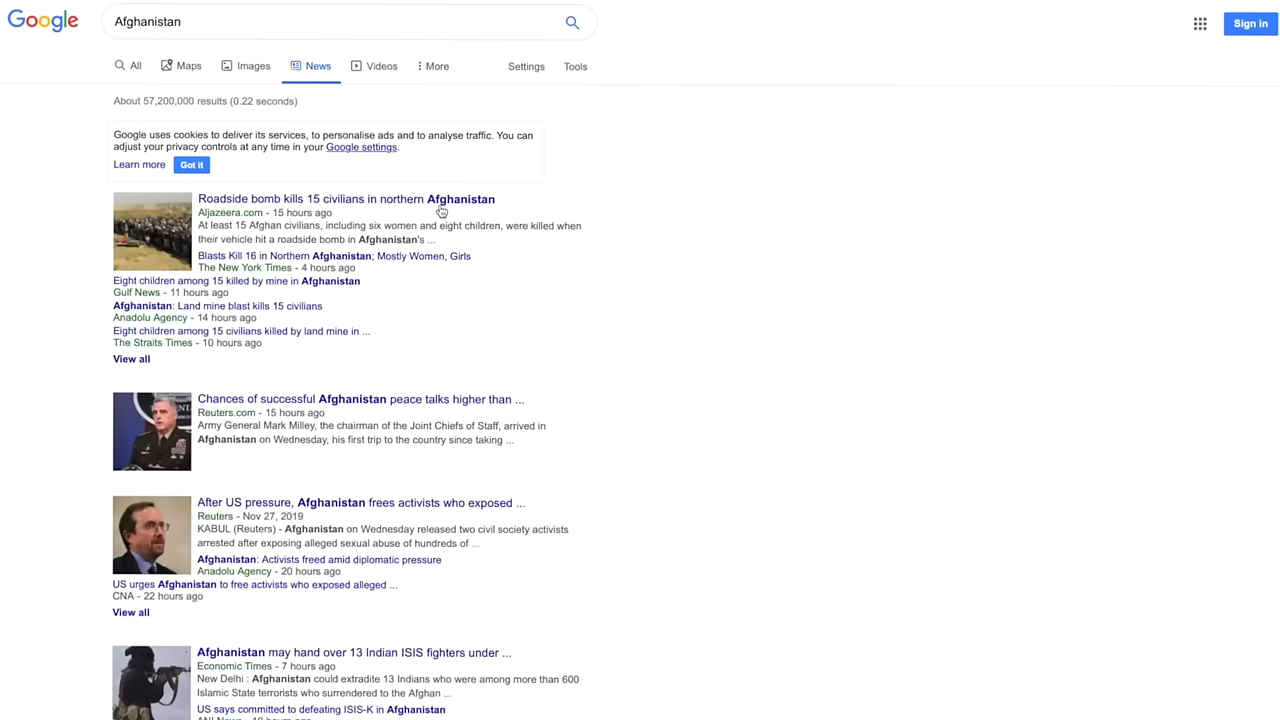 Google
Afghanistan
Sign in
All Maps Images News Videos More Settings Tools
About 57,200,000 results (0.22 seconds)
Google uses cookies to deliver its services, to personalise ads and to analyse traffic. You can
adjust your privacy controls at any time in your Google settings.
Learn more Got it
Roadside bomb kills 15 civilians in northern Afghanistan
Aljazeera.com - 15 hours ago
At least 15 Afghan civilians, including six women and eight children, were killed when
their vehicle hit a roadside bomb in Afghanistan's ...
Blasts Kill 16 in Northern Afghanistan; Mostly Women, Girls
The New York Times - 4 hours ago
Eight children among 15 killed by mine in Afghanistan
Gulf News - 11 hours ago
Afghanistan: Land mine blast kills 15 civilians
Anadolu Agency - 14 hours ago
Eight children among 15 civilians killed by land mine in ...
The Straits Times - 10 hours ago
View all
Chances of successful Afghanistan peace talks higher than ...
Reuters.com - 15 hours ago
Army General Mark Milley, the chairman of the Joint Chiefs of Staff, arrived in
Afghanistan on Wednesday, his first trip to the country since taking ...
After US pressure, Afghanistan frees activists who exposed ...
Reuters - Nov 27, 2019
KABUL (Reuters) - Afghanistan on Wednesday released two civil society activists
arrested after exposing alleged sexual abuse of hundreds of ...
Afghanistan: Activists freed amid diplomatic pressure
Anadolu Agency - 20 hours ago
US urges Afghanistan to free activists who exposed alleged ...
CNA - 22 hours ago
View all
Afghanistan may hand over 13 Indian ISIS fighters under ...
Economic Times - 7 hours ago
New Delhi : Afghanistan could extradite 13 Indians who were among more than 600
Islamic State terrorists who surrendered to the Afghan ...
US says committed to defeating ISIS-K in Afghanistan